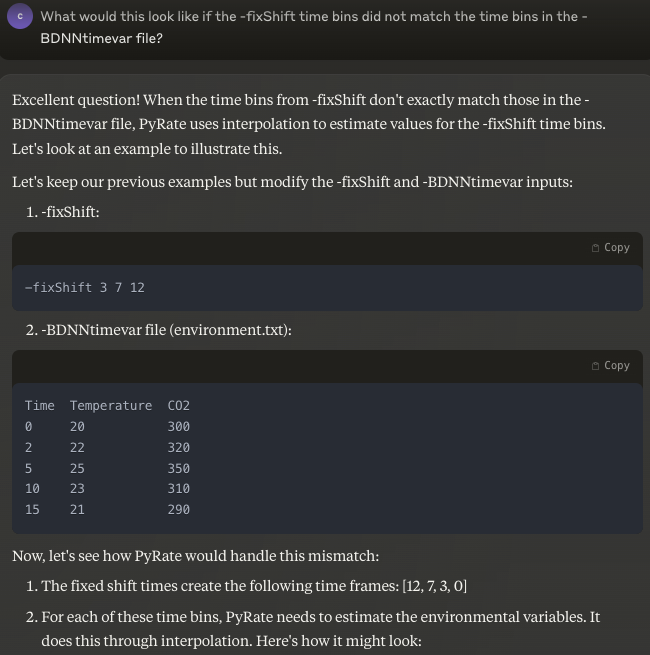 C
What would this look like if the -fixShift time bins did not match the time bins in the -
BDNNtimevar file?
Excellent question! When the time bins from -fixShift don't exactly match those in the -
BDNNtimevar file, PyRate uses interpolation to estimate values for the -fixShift time bins.
Let's look at an example to illustrate this.
Let's keep our previous examples but modify the -fixShift and -BDNNtimevar inputs:
1. -fixShift:
Copy
-fixShift 3 7 12
2. -BDNNtimevar file (environment.txt):
Copy
Time Temperature CO2
0 20 300
2 22 320
5 25 350
10 23 310
15 21 290
Now, let's see how PyRate would handle this mismatch:
1. The fixed shift times create the following time frames: [12, 7, 3, 0]
2. For each of these time bins, PyRate needs to estimate the environmental variables. It
does this through interpolation. Here's how it might look: